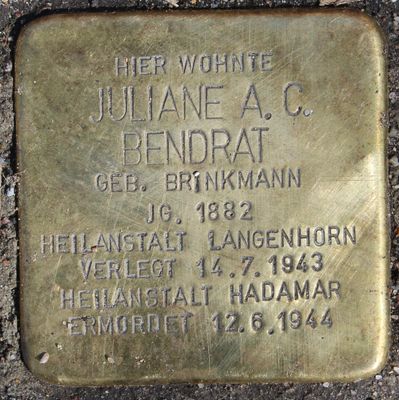 HIER WOHNTE
JULIANE A. C.
BENDRAT
GEB. BRINKMANN
JG. 1882
HEILANSTALT LANGENHORN
VERLEGT 14.7.1943
HEILANSTALT HADAMAR
ERMORDET 12.6.1944